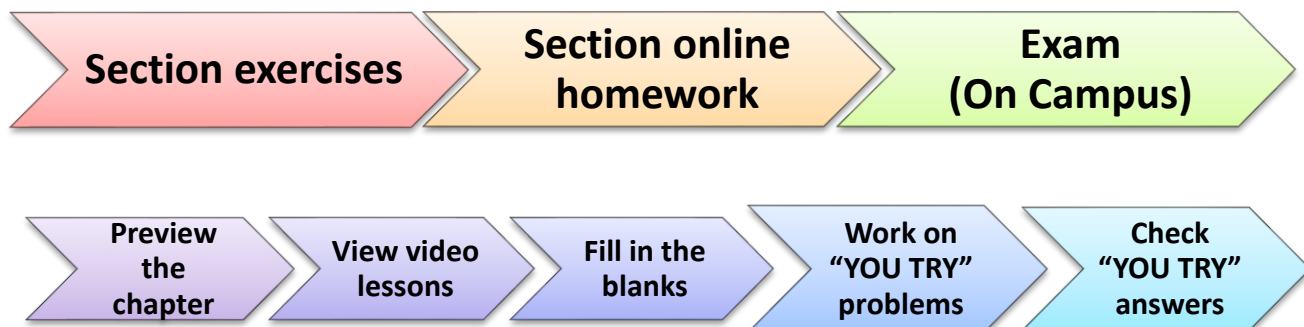 Section exercises
Section online
homework
Exam
(On Campus)
Preview
the
chapter
View video
lessons
Fill in the
blanks
Work on
“YOU TRY”
problems
Check
“YOU TRY”
answers